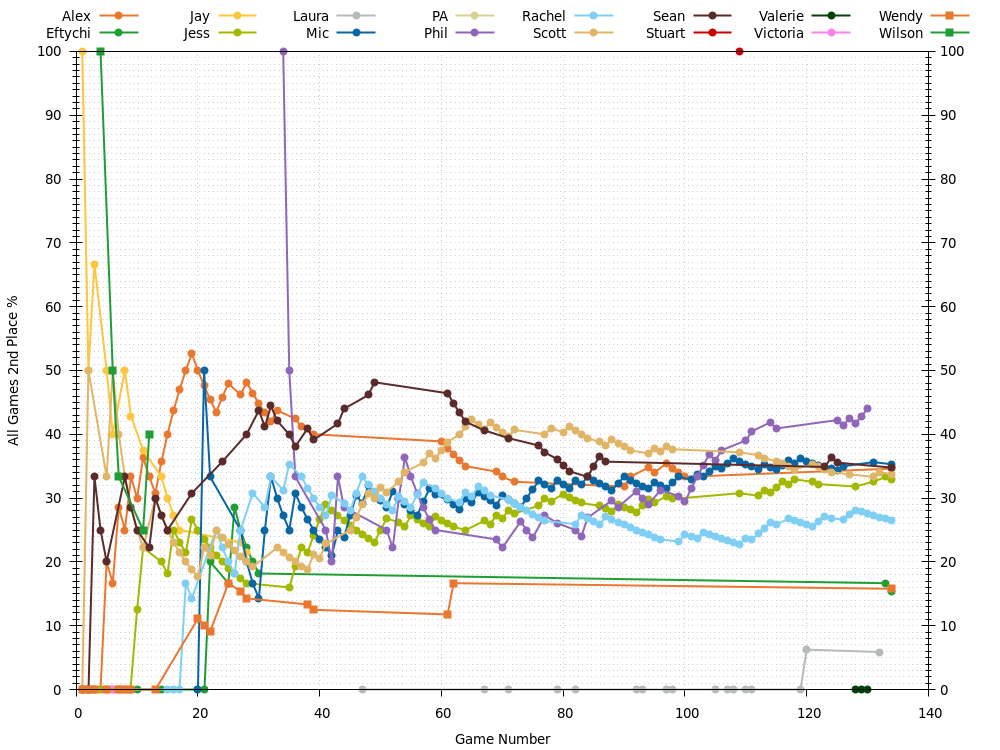 Alex Jay Laura PA Rachel Sean Valerie Wendy
Eftychi Jess Mic Phil Scott Stuart Victoria Wilson
100 100
90 90
80 80
70 70
60 60
50 50
40 40
30 30
20 20
10 10
0 0
0 20 40 60 80 100 120 140
All Games 2nd Place %
Game Number